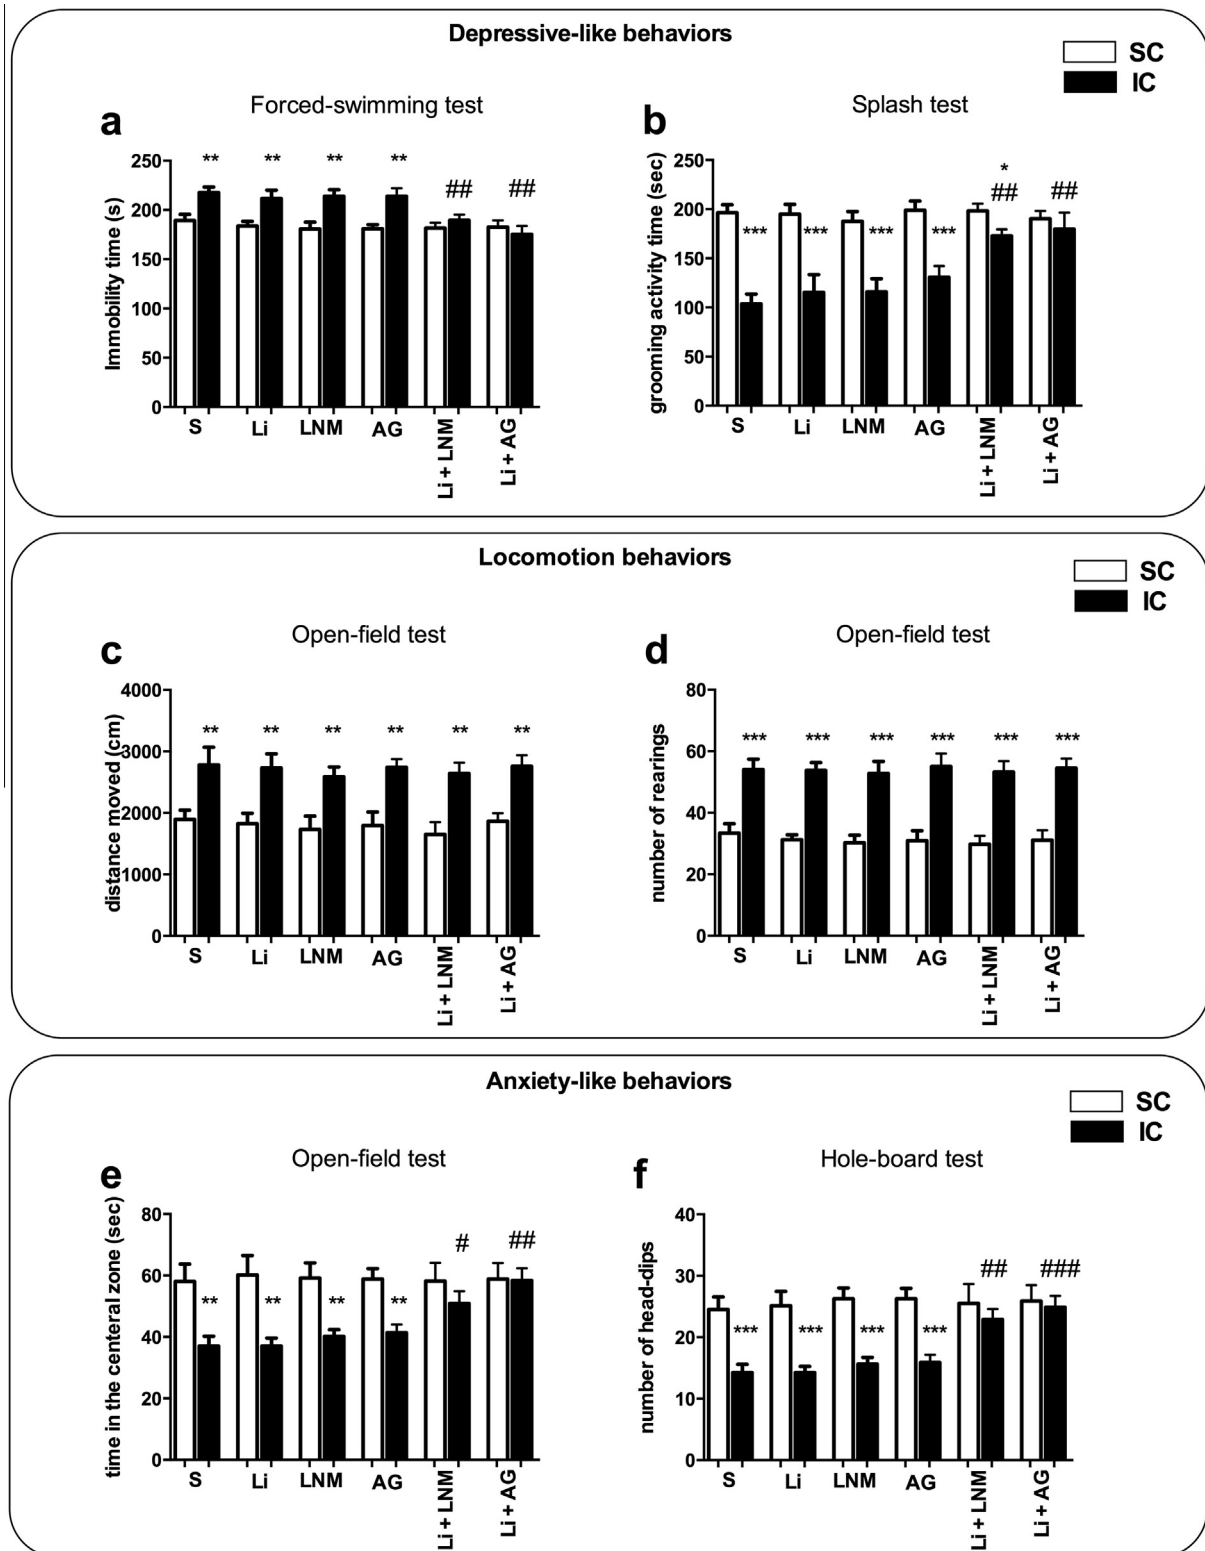 Depressive-like behaviors
SC
IC
a
Forced-swimming test
Immobility time (s)
250
200
150
100
50
0
** ** ** ** ## ##
S Li LNM AG Li + LNM Li + AG
b
Splash test
grooming activity time (sec)
250
200
150
100
50
0
*** *** *** *** * ## ##
S Li LNM AG Li + LNM Li + AG
Locomotion behaviors
SC
IC
c
Open-field test
distance moved (cm)
4000
3000
2000
1000
0
** ** ** ** ** **
S Li LNM AG Li + LNM Li + AG
d
Open-field test
number of rearings
80
60
40
20
0
*** *** *** *** *** ***
S Li LNM AG Li + LNM Li + AG
Anxiety-like behaviors
SC
IC
e
Open-field test
time in the centeral zone (sec)
80
60
40
20
0
** ** ** ** # ##
S Li LNM AG Li + LNM Li + AG
f
Hole-board test
number of head-dips
40
30
20
10
0
*** *** *** *** ## ###
S Li LNM AG Li + LNM Li + AG